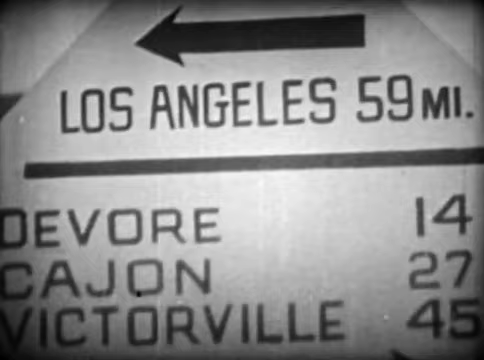 LOS ANGELES 59 MI.
DEVORE 14
CAJON 27
VICTORVILLE 45